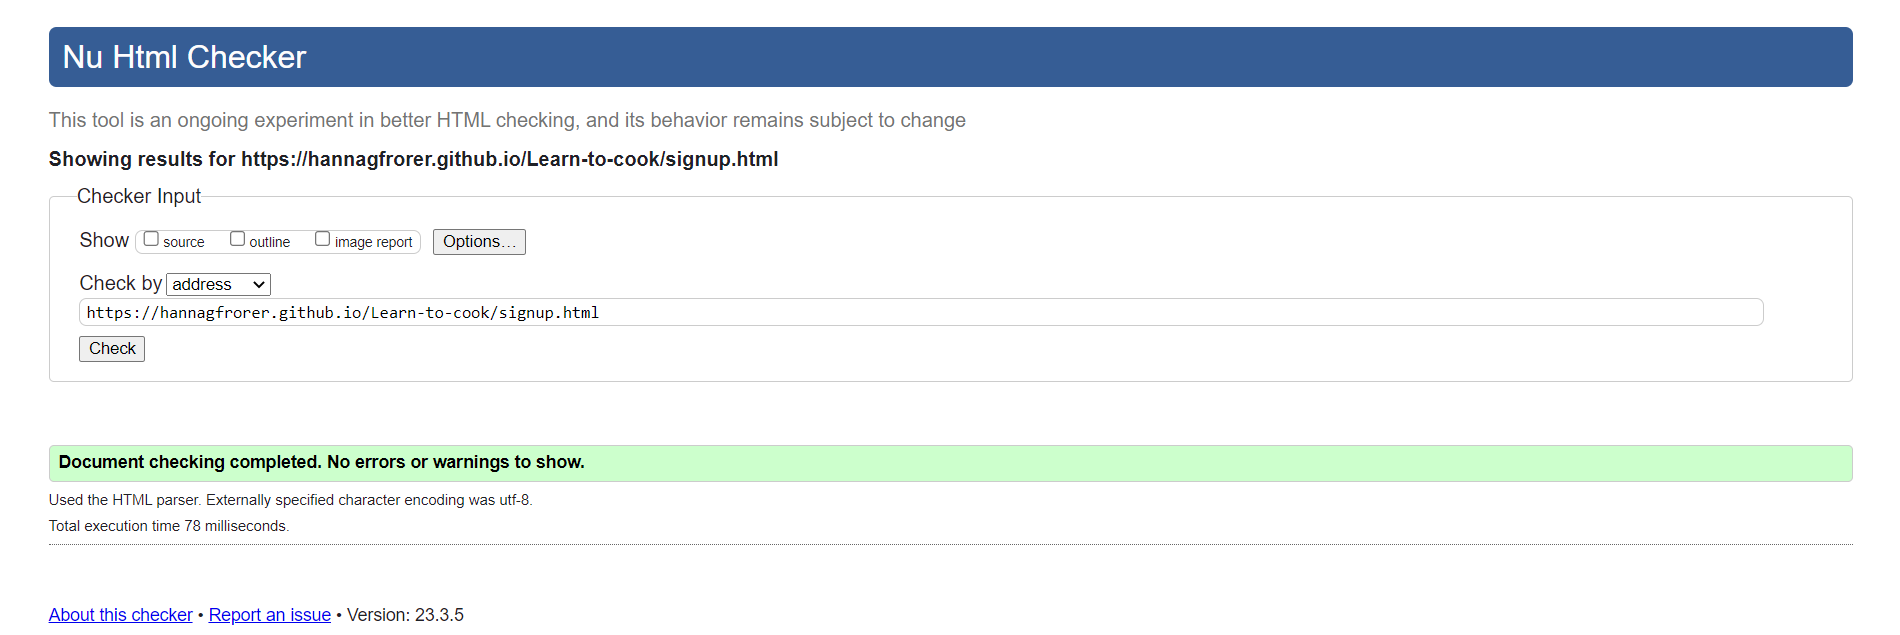 Nu Html Checker
This tool is an ongoing experiment in better HTML checking, and its behavior remains subject to change
Showing results for https://hannagfrorer.github.io/Learn-to-cook/signup.html
Checker Input
Show source outline image report Options...
Check by address
https://hannagfrorer.github.io/Learn-to-cook/signup.html
Check
Document checking completed. No errors or warnings to show.
Used the HTML parser. Externally specified character encoding was utf-8.
Total execution time 78 milliseconds.
About this checker • Report an issue • Version: 23.3.5